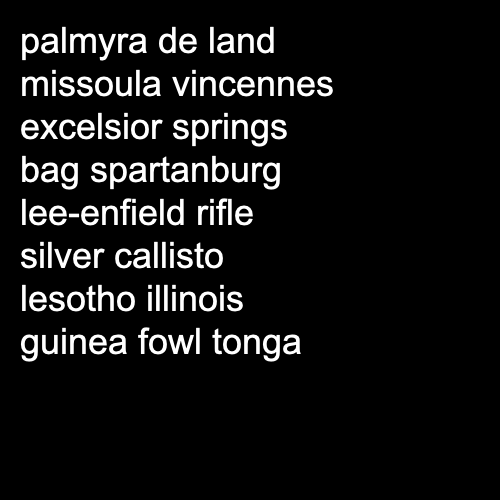 palmyra de land
missoula vincennes
excelsior springs
bag spartanburg
lee-enfield rifle
silver callisto
lesotho illinois
guinea fowl tonga